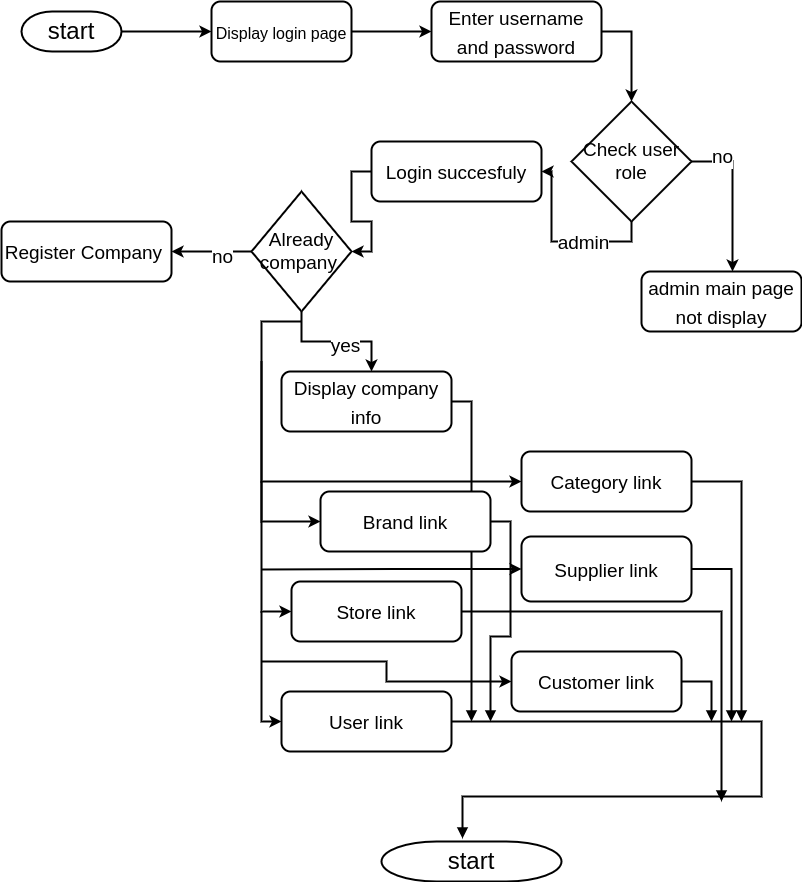 start
Display login page
Enter username
and password
Check user
role
no
Login succesfuly
admin
Already
company
no
Register Company
admin main page
not display
yes
Display company
info
Category link
Brand link
Supplier link
Store link
Customer link
User link
start